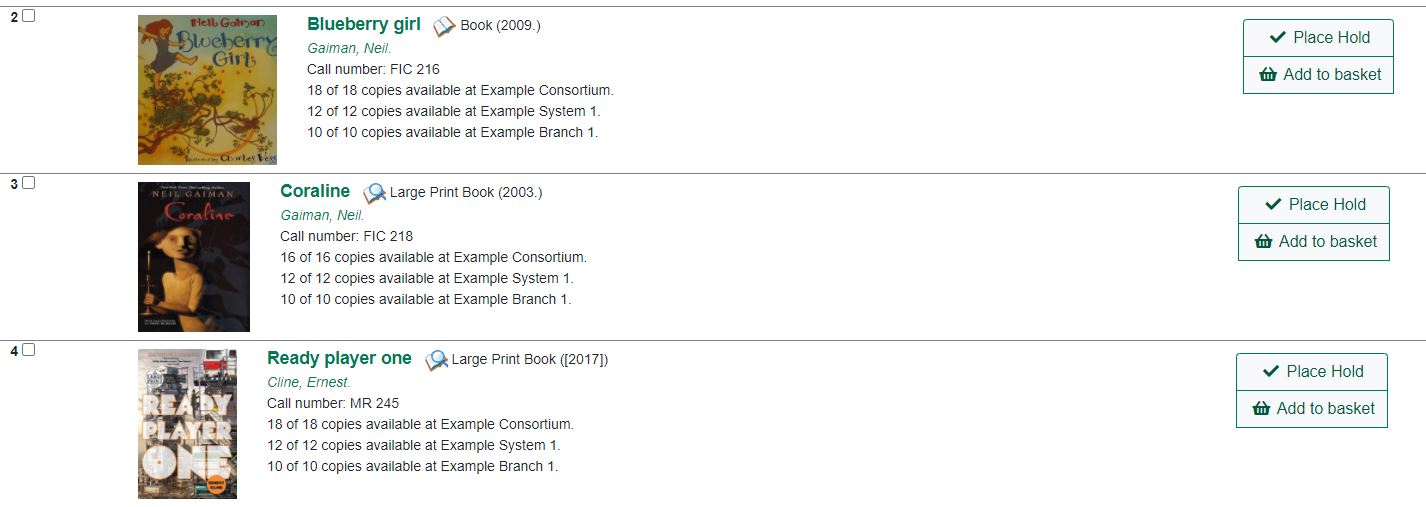 2
Neil Gaiman
Blueberry
Girl
illustrated by Charles Vess
Blueberry girl Book (2009.)
Gaiman, Neil.
Call number: FIC 216
18 of 18 copies available at Example Consortium.
12 of 12 copies available at Example System 1.
10 of 10 copies available at Example Branch 1.
Place Hold
Add to basket
3
NEIL GAIMAN
Coraline
Coraline Large Print Book (2003.)
Gaiman, Neil.
Call number: FIC 218
16 of 16 copies available at Example Consortium.
12 of 12 copies available at Example System 1.
10 of 10 copies available at Example Branch 1.
Place Hold
Add to basket
4
READY
PLAYER
ONE
ERNEST
CLINE
Ready player one Large Print Book ([2017])
Cline, Ernest.
Call number: MR 245
18 of 18 copies available at Example Consortium.
12 of 12 copies available at Example System 1.
10 of 10 copies available at Example Branch 1.
Place Hold
Add to basket